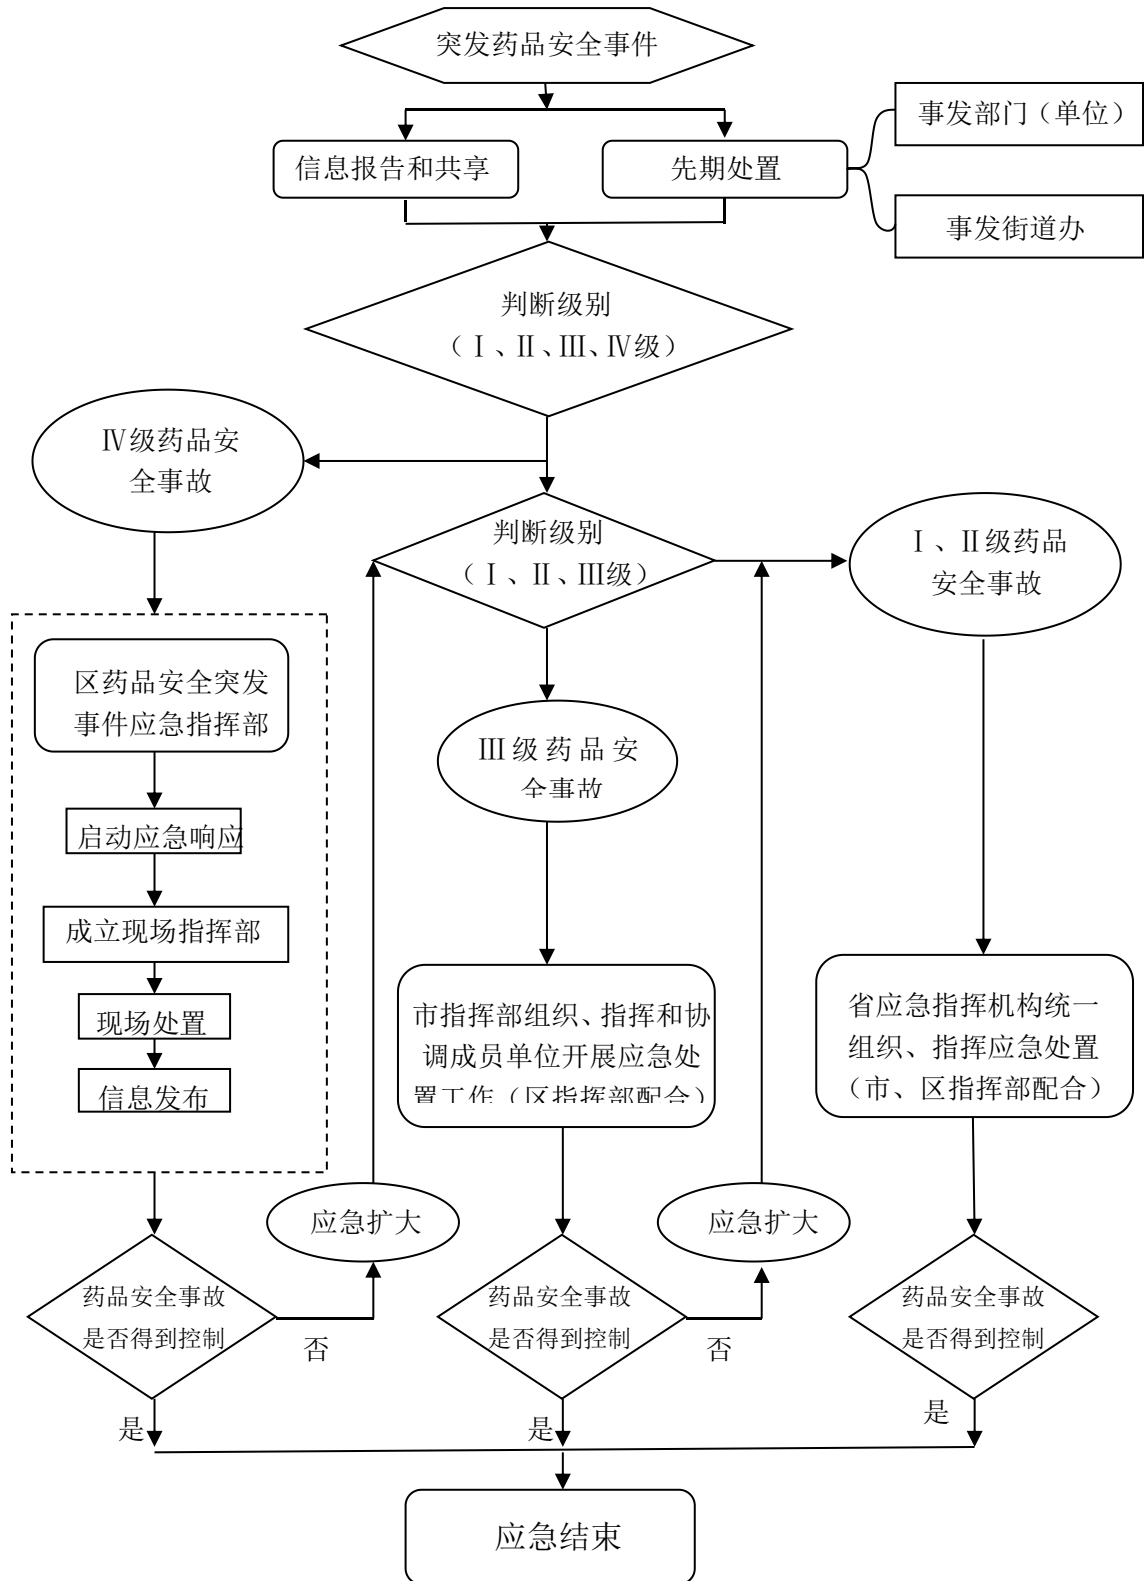 突发药品安全事件
事发部门（单位）
信息报告和共享
先期处置
事发街道办
判断级别
（Ⅰ、Ⅱ、Ⅲ、Ⅳ级）
Ⅳ级药品安
全事故
判断级别
（Ⅰ、Ⅱ、Ⅲ级）
Ⅰ、Ⅱ级药品
安全事故
区药品安全突发
事件应急指挥部
启动应急响应
成立现场指挥部
现场处置
信息发布
Ⅲ级药品安
全事故
市指挥部组织、指挥和协
调成员单位开展应急处
置工作（区指挥部配合）
省应急指挥机构统一
组织、指挥应急处置
（市、区指挥部配合）
应急扩大
应急扩大
药品安全事故
是否得到控制
否
药品安全事故
是否得到控制
否
药品安全事故
是否得到控制
是
是
是
应急结束